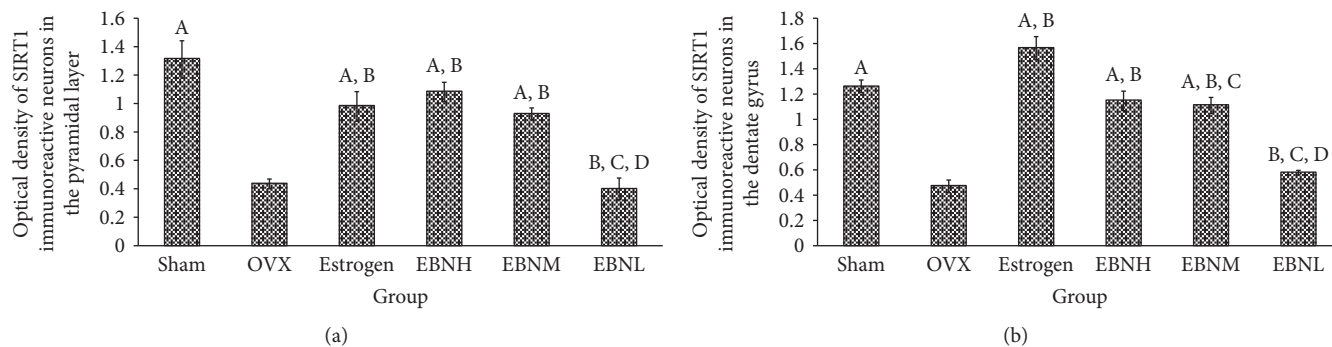 Optical density of SIRT1
immunoreactive neurons in
the pyramidal layer
1.6
1.4
1.2
1
0.8
0.6
0.4
0.2
0
A
A, B
A, B
A, B
B, C, D
Sham OVX Estrogen EBNH EBNM EBNL
Group
(a)
Optical density of SIRT1
immunoreactive neurons in
the dentate gyrus
1.8
1.6
1.4
1.2
1
0.8
0.6
0.4
0.2
0
A
A, B
A, B
A, B, C
B, C, D
Sham OVX Estrogen EBNH EBNM EBNL
Group
(b)